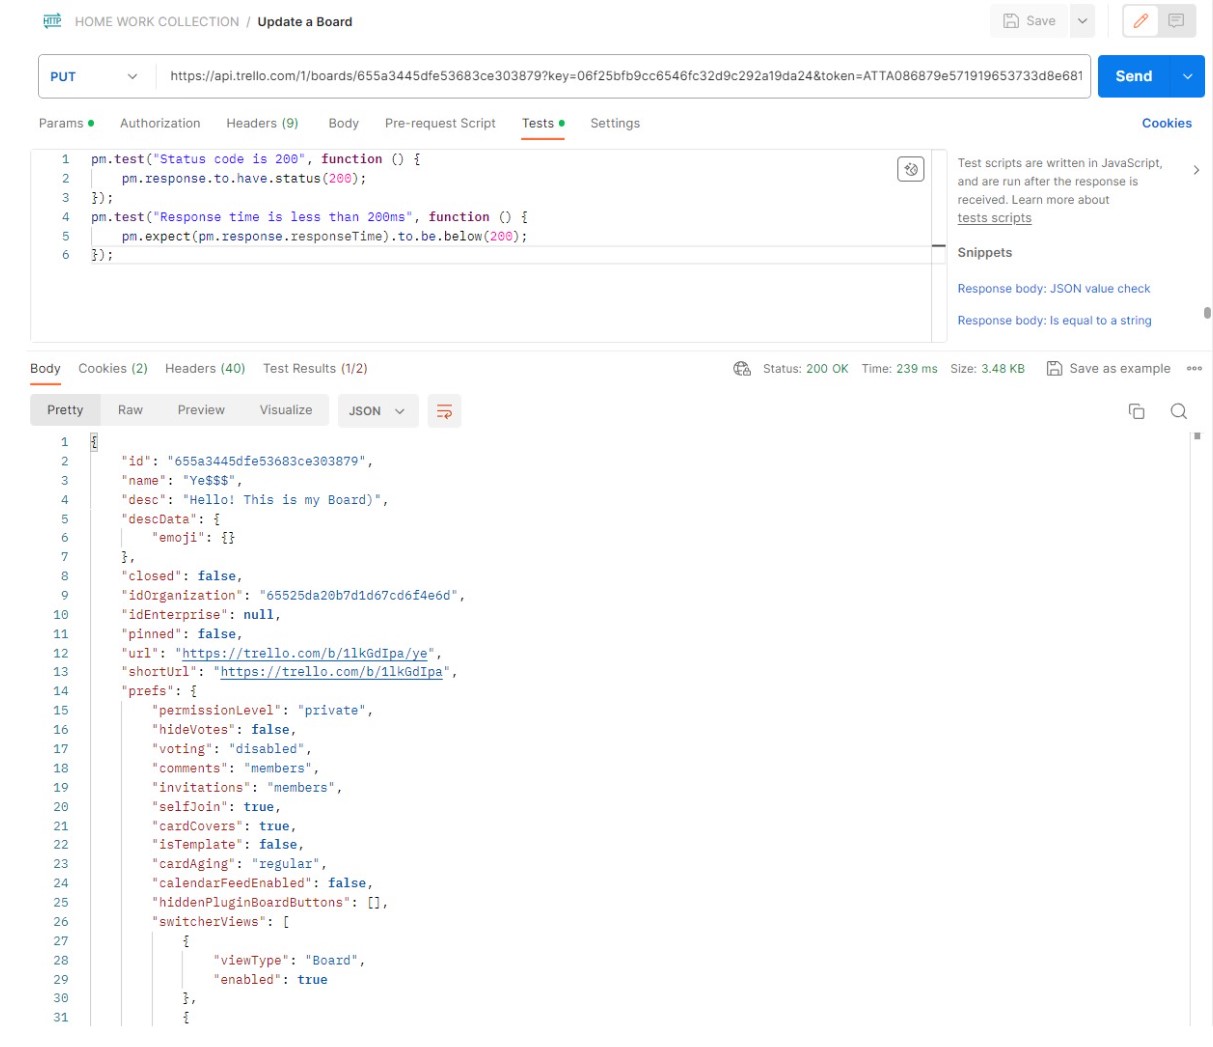 HTTP HOME WORK COLLECTION / Update a Board Save
PUT https://api.trello.com/1/boards/655a3445dfe53683ce303879?key=06f25bfb9cc6546fc32d9c292a19da24&token=ATTA086879e571919653733d8e681 Send
Params Authorization Headers (9) Body Pre-request Script Tests Settings Cookies
1 pm.test("Status code is 200", function () {
2 pm.response.to.have.status(200);
3 });
4 pm.test("Response time is less than 200ms", function () {
5 pm.expect(pm.response.responseTime).to.be.below(200);
6 });
Test scripts are written in JavaScript,
and are run after the response is
received. Learn more about
tests scripts
Snippets
Response body: JSON value check
Response body: Is equal to a string
Body Cookies (2) Headers (40) Test Results (1/2) Status: 200 OK Time: 239 ms Size: 3.48 KB Save as example
Pretty Raw Preview Visualize JSON
1 {
2 "id": "655a3445dfe53683ce303879",
3 "name": "Ye$$$",
4 "desc": "Hello! This is my Board)",
5 "descData": {
6 "emoji": {}
7 },
8 "closed": false,
9 "idOrganization": "65525da20b7d1d67cd6f4e6d",
10 "idEnterprise": null,
11 "pinned": false,
12 "url": "https://trello.com/b/1lkGdIpa/ye",
13 "shortUrl": "https://trello.com/b/1lkGdIpa",
14 "prefs": {
15 "permissionLevel": "private",
16 "hideVotes": false,
17 "voting": "disabled",
18 "comments": "members",
19 "invitations": "members",
20 "selfJoin": true,
21 "cardCovers": true,
22 "isTemplate": false,
23 "cardAging": "regular",
24 "calendarFeedEnabled": false,
25 "hiddenPluginBoardButtons": [],
26 "switcherViews": [
27 {
28 "viewType": "Board",
29 "enabled": true
30 },
31 {